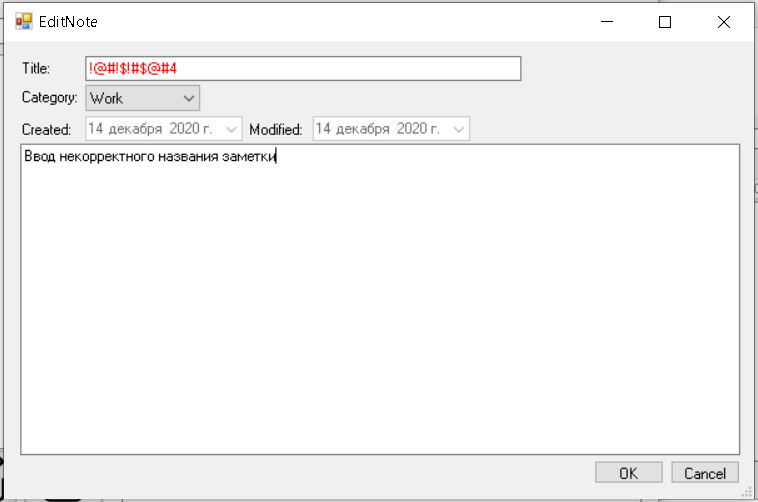 EditNote
Title: !@#!$!#$@#4
Category: Work
Created: 14 декабря 2020 г. Modified: 14 декабря 2020 г.
Ввод некорректного названия заметки
OK Cancel